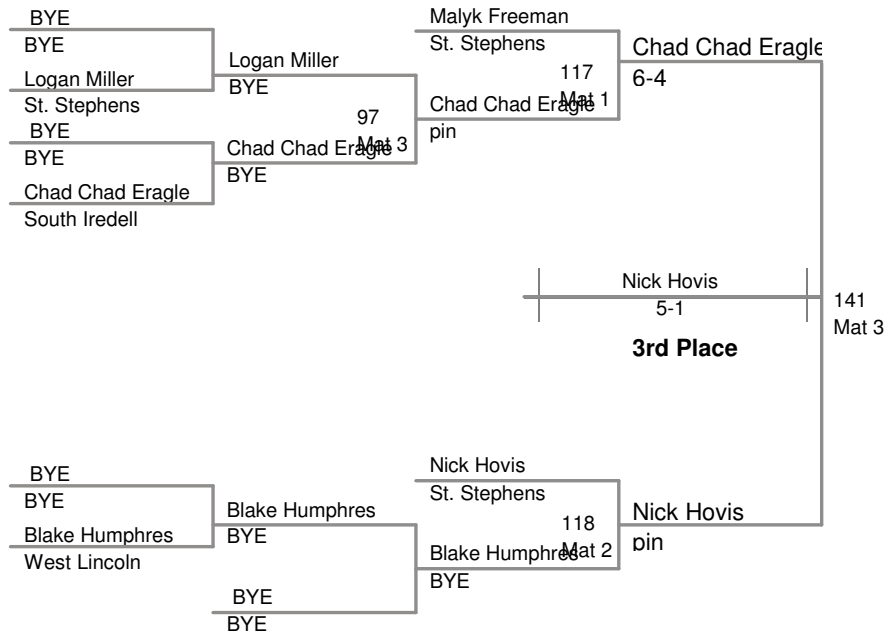 BYE
BYE
Logan Miller
St. Stephens
BYE
BYE
Chad Chad Eragle
South Iredell
Logan Miller
BYE
97
Mat 3
Chad Chad Eragle
BYE
Malyk Freeman
St. Stephens
117
Mat 1
Chad Chad Eragle
pin
Chad Chad Eragle
6-4
Nick Hovis
5-1
3rd Place
141
Mat 3
BYE
BYE
Blake Humphres
West Lincoln
Blake Humphres
BYE
BYE
BYE
Nick Hovis
St. Stephens
118
Mat 2
Blake Humphres
BYE
Nick Hovis
pin